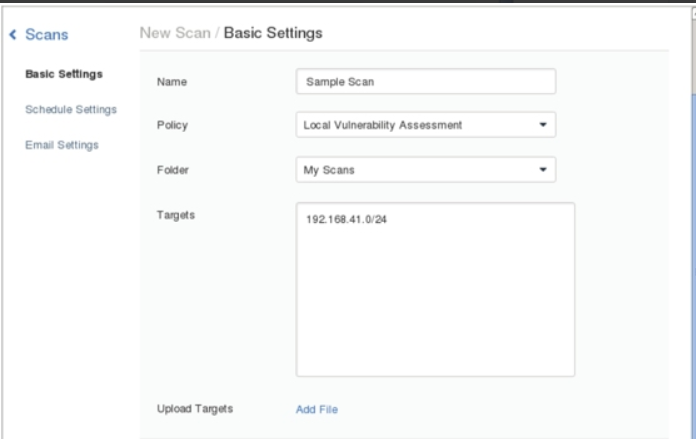 Scans
New Scan / Basic Settings
Basic Settings
Schedule Settings
Email Settings
Name
Sample Scan
Policy
Local Vulnerability Assessment
Folder
My Scans
Targets
192.168.41.0/24
Upload Targets
Add File